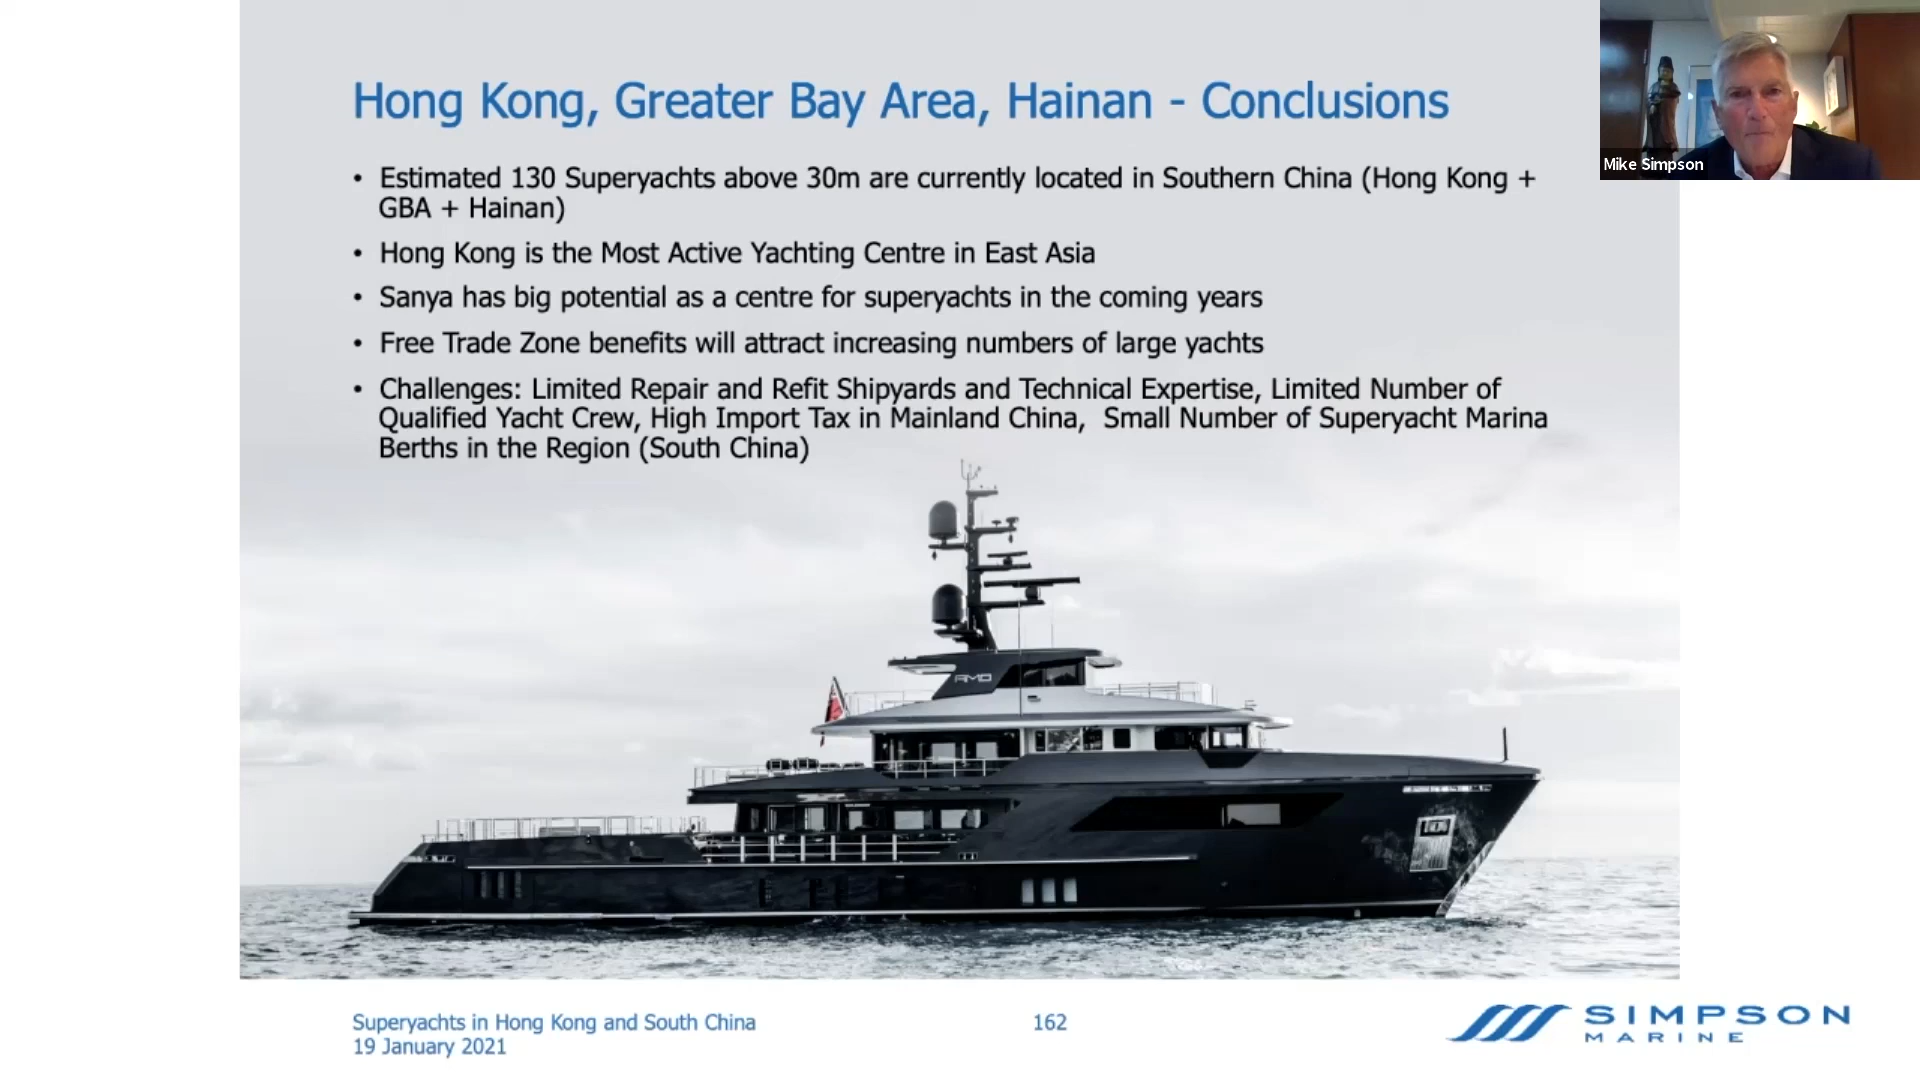 Hong Kong, Greater Bay Area, Hainan - Conclusions
Mike Simpson
• Estimated 130 Superyachts above 30m are currently located in Southern China (Hong Kong +
GBA + Hainan)
• Hong Kong is the Most Active Yachting Centre in East Asia
• Sanya has big potential as a centre for superyachts in the coming years
• Free Trade Zone benefits will attract increasing numbers of large yachts
• Challenges: Limited Repair and Refit Shipyards and Technical Expertise, Limited Number of
Qualified Yacht Crew, High Import Tax in Mainland China,  Small Number of Superyacht Marina
Berths in the Region (South China)
RMD
Superyachts in Hong Kong and South China
19 January 2021
162
SIMPSON
MARINE